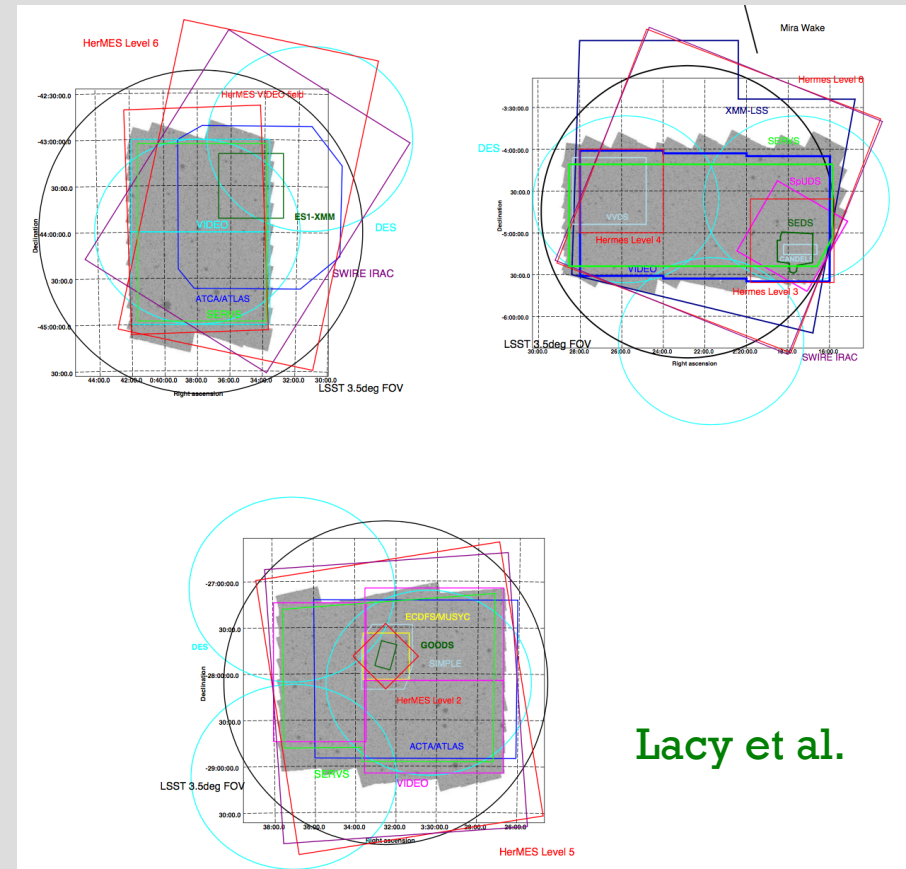 HerMES Level 6
-42:30:00.0
HerMES VIDEO field
-43:00:00.0
30:00.0
ES1-XMM
Declination
VIDEO
DES
-44:00:00.0
SWIRE IRAC
30:00.0
ATCA/ATLAS
SERVS
-45:00:00.0
30:00.0
44:00.0 42:00.0 0:40:00.0 38:00.0 36:00.0 34:00.0 32:00.0 30:00.0
LSST 3.5deg FOV
Right ascension
Mira Wake
Hermes Level 6
-3:30:00.0
XMM-LSS
DES
SERVS
-4:00:00.0
SpUDS
30:00.0
VVDS
SEDS
Declination
-5:00:00.0
Hermes Level 4
CANDELS
VIDEO
30:00.0
Hermes Level 3
-6:00:00.0
LSST 3.5deg FOV
30:00.0 28:00.0 26:00.0 24:00.0 22:00.0 2:20:00.0 18:00.0 16:00.0
SWIRE IRAC
Right ascension
-27:00:00.0
ECDFS/MUSYC
30:00.0
GOODS
DES
SIMPLE
Declination
-28:00:00.0
HerMES Level 2
30:00.0
ACTA/ATLAS
-29:00:00.0
SERVS
VIDEO
LSST 3.5deg FOV
30:00.0
38:00.0 36:00.0 34:00.0 32:00.0 3:30:00.0 28:00.0 26:00.0
Right ascension
HerMES Level 5
Lacy et al.